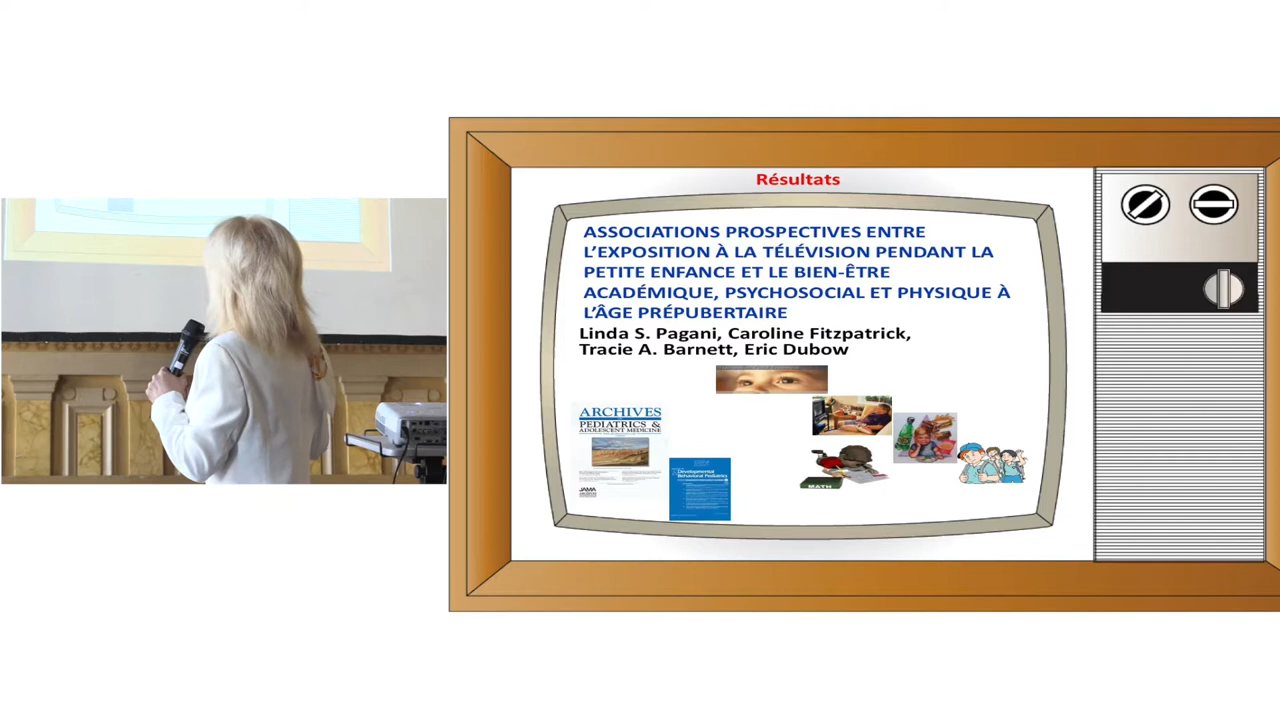 Résultats
ASSOCIATIONS PROSPECTIVES ENTRE
L'EXPOSITION À LA TÉLÉVISION PENDANT LA
PETITE ENFANCE ET LE BIEN-ÊTRE
ACADÉMIQUE, PSYCHOSOCIAL ET PHYSIQUE À
L'ÂGE PRÉPUBERTAIRE
Linda S. Pagani, Caroline Fitzpatrick,
Tracie A. Barnett, Eric Dubow
ARCHIVES
PEDIATRICS &
ADOLESCENT MEDICINE
JAMA
Developmental
Behavioral Pediatrics
MATH